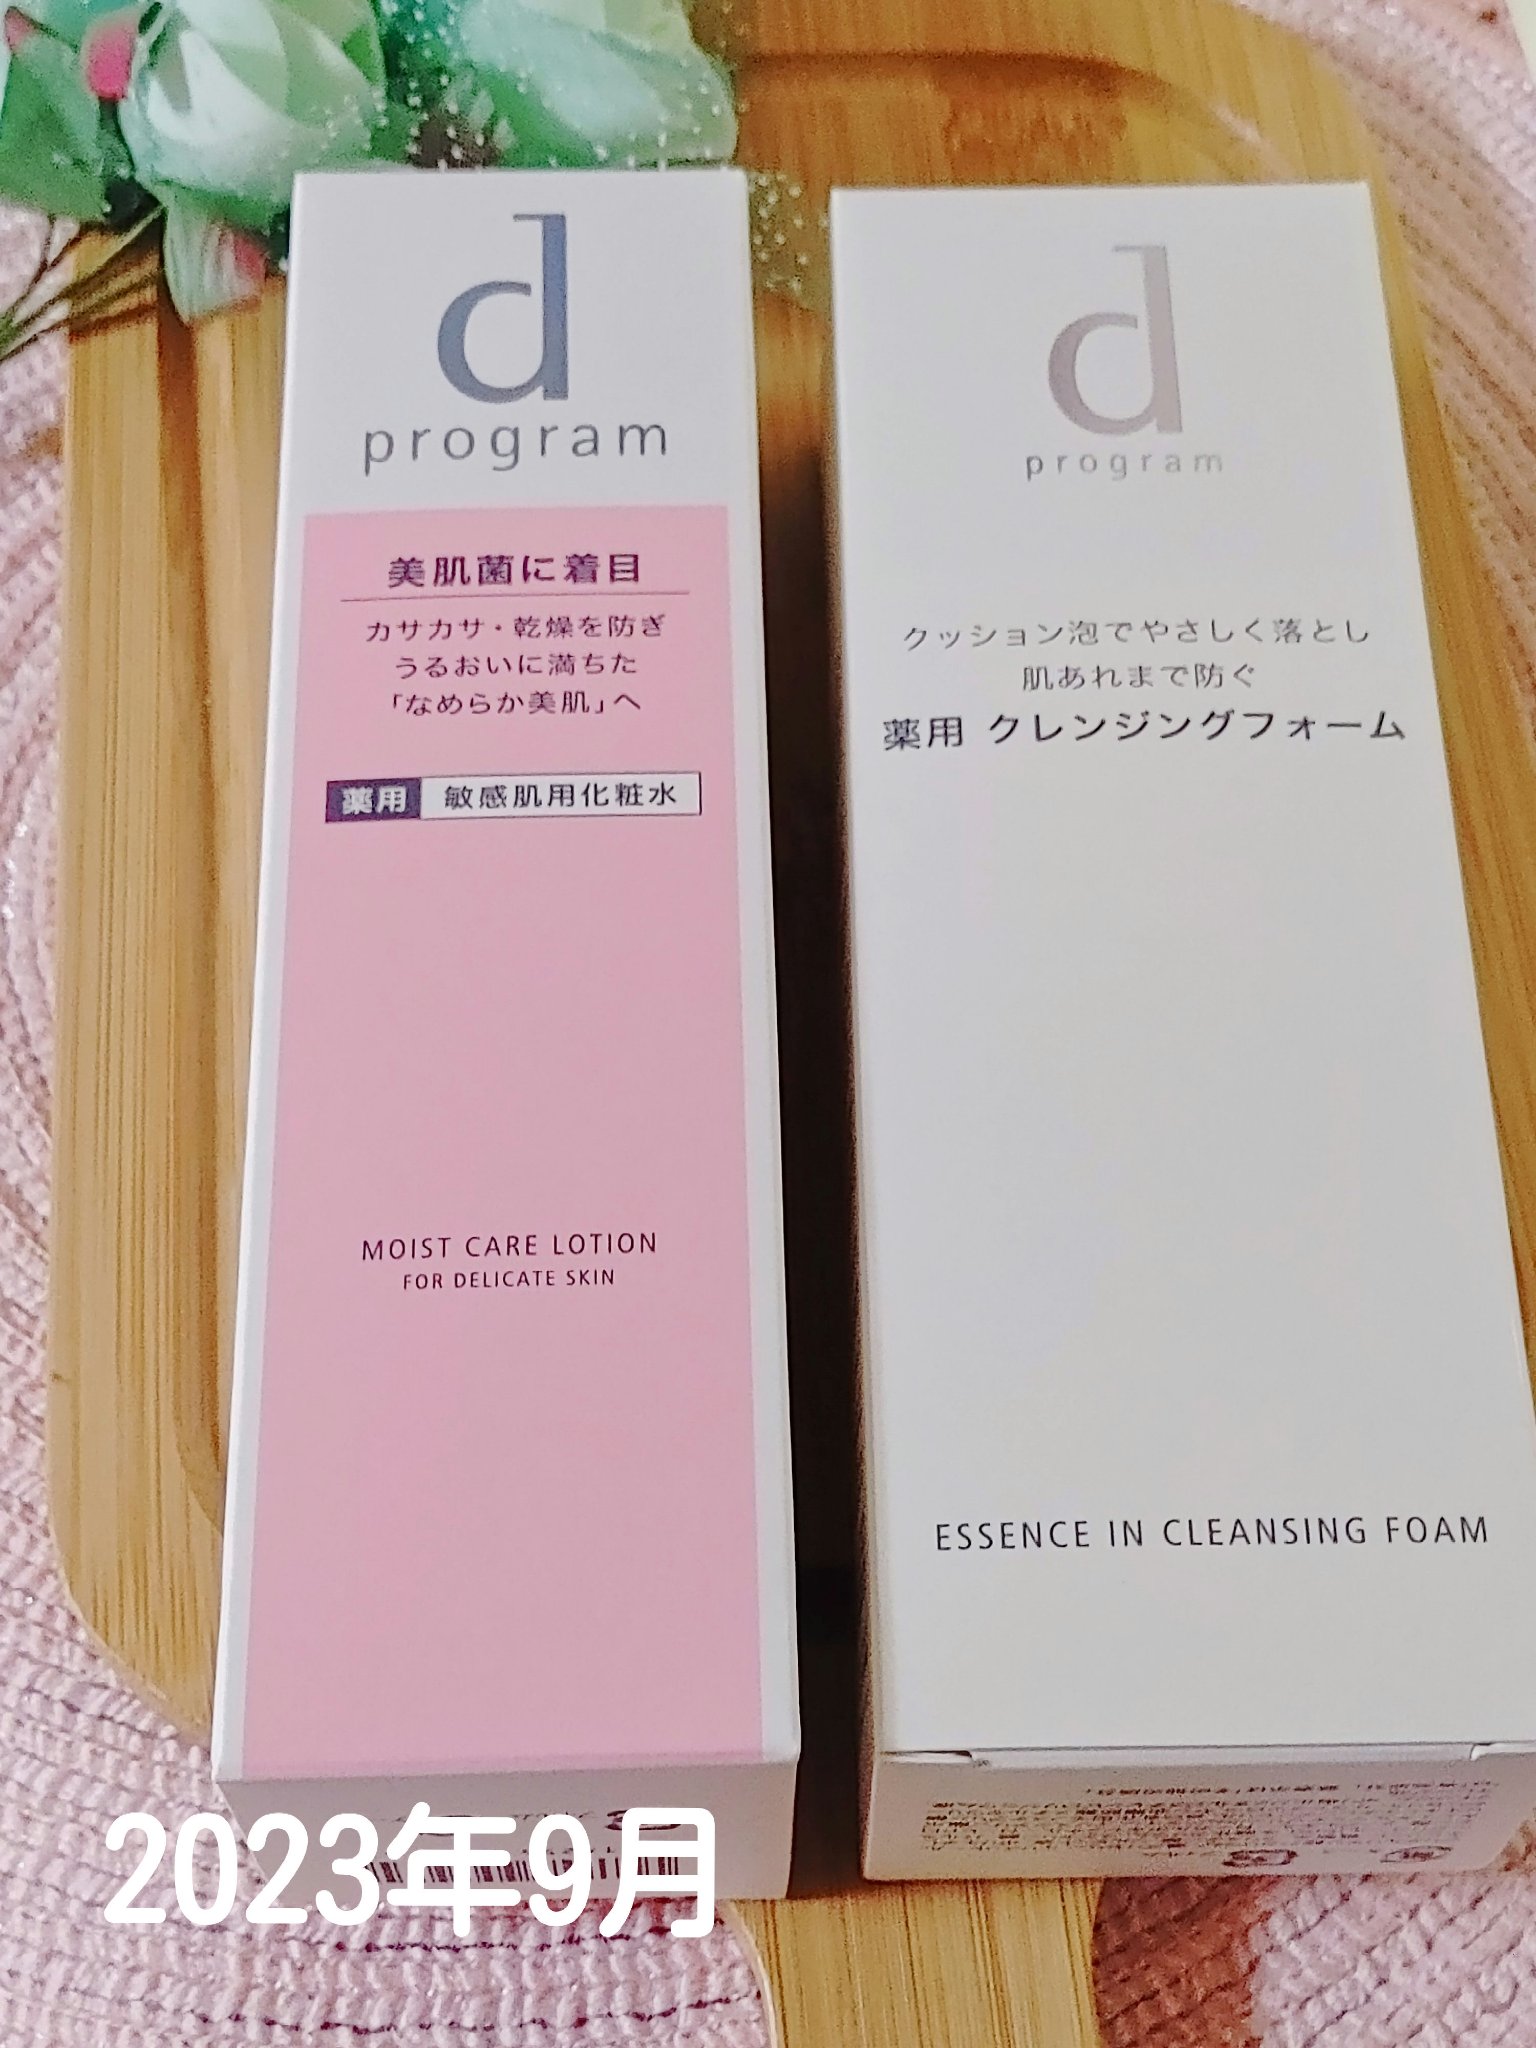 d
program
美肌菌に着目
カサカサ・乾燥を防ぎ
うるおいに満ちた
「なめらか美肌」へ
薬用 敏感肌用化粧水
MOIST CARE LOTION
FOR DELICATE SKIN
d
program
クッション泡でやさしく落とし
肌あれまで防ぐ
薬用 クレンジングフォーム
ESSENCE IN CLEANSING FOAM
2023年9月